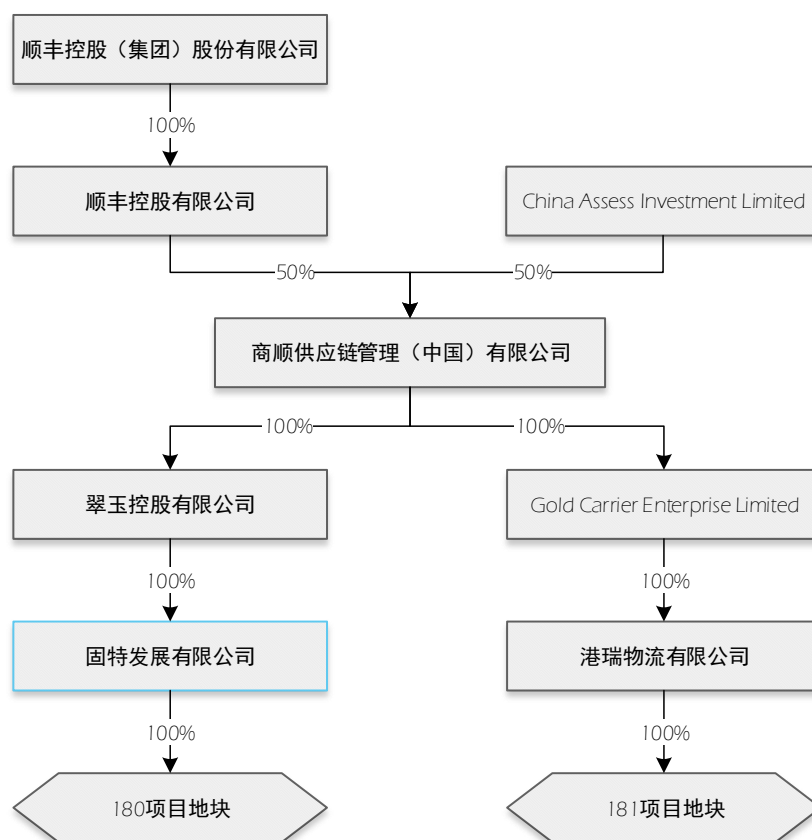 顺丰控股（集团）股份有限公司
100%
顺丰控股有限公司
China Assess Investment Limited
50%
50%
商顺供应链管理（中国）有限公司
100%
100%
翠玉控股有限公司
Gold Carrier Enterprise Limited
100%
100%
固特发展有限公司
港瑞物流有限公司
100%
100%
180项目地块
181项目地块